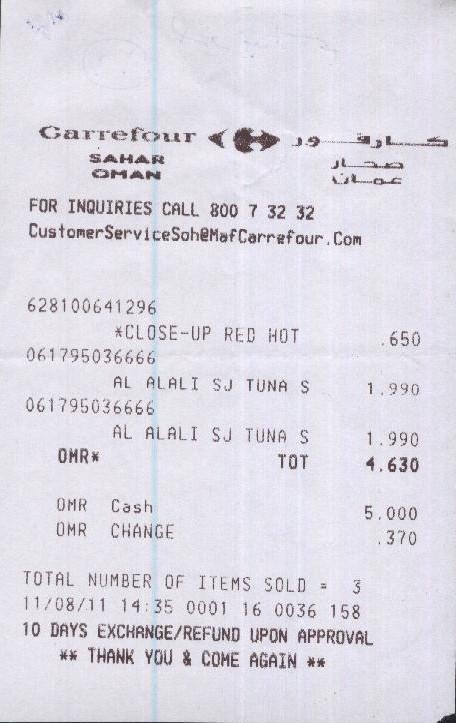 Carrefour كارفور
SAHAR صحار
OMAN عمان
FOR INQUIRIES CALL 800 7 32 32
CustomerServiceSoh@MafCarrefour.Com
628100641296
*CLOSE-UP RED HOT .650
061795036666
AL ALALI SJ TUNA S 1.990
061795036666
AL ALALI SJ TUNA S 1.990
OMR* TOT 4.630
OMR Cash 5.000
OMR CHANGE .370
TOTAL NUMBER OF ITEMS SOLD = 3
11/08/11 14:35 0001 16 0036 158
10 DAYS EXCHANGE/REFUND UPON APPROVAL
** THANK YOU & COME AGAIN **